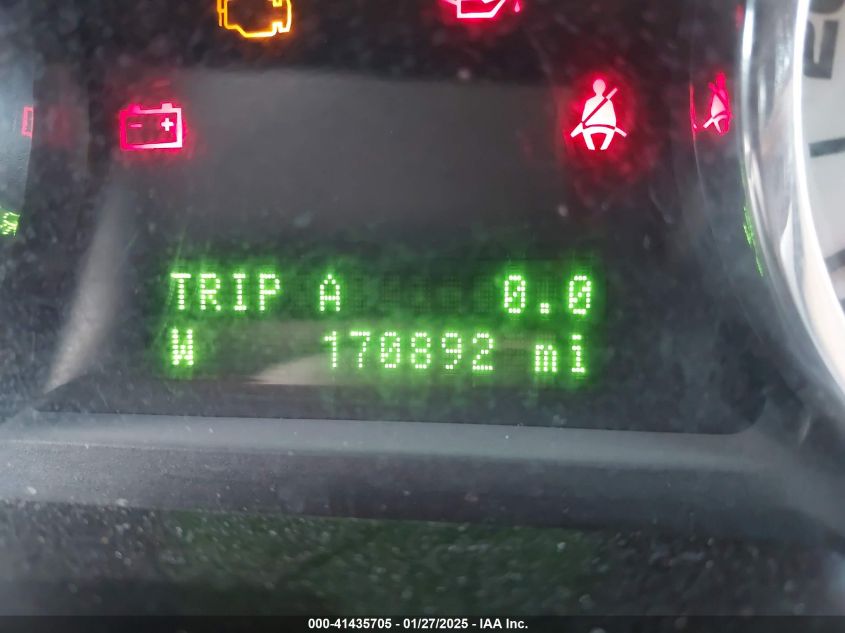 TRIP A 0.0
W 170892 mi
000-41435705 - 01/27/2025 - IAA Inc.